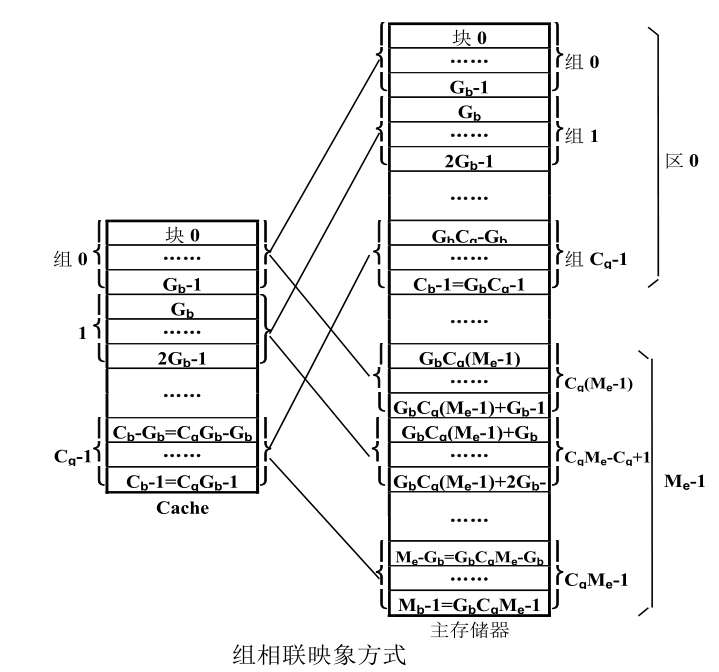 块 0
……
G_b-1
组 0
G_b
……
2G_b-1
组 1
……
G_bC_g-G_b
……
C_b-1=G_bC_g-1
组 C_g-1
区 0
……
G_bC_g(M_e-1)
……
G_bC_g(M_e-1)+G_b-1
C_g(M_e-1)
G_bC_g(M_e-1)+G_b
……
G_bC_g(M_e-1)+2G_b-
C_gM_e-C_g+1
……
M_e-G_b=G_bC_gM_e-G_b
……
M_b-1=G_bC_gM_e-1
C_gM_e-1
M_e-1
主存储器
组 0
块 0
……
G_b-1
1
G_b
……
2G_b-1
……
C_g-1
C_b-G_b=C_gG_b-G_b
……
C_b-1=C_gG_b-1
Cache
组相联映象方式